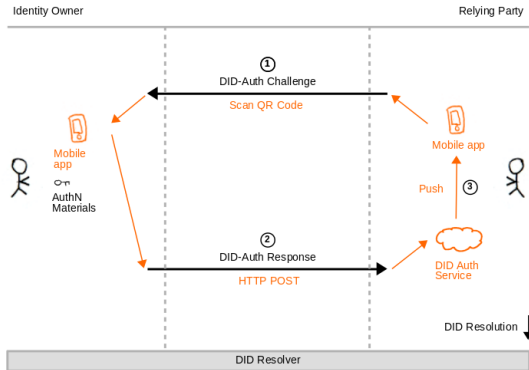 Identity Owner
Relying Party
1
DID-Auth Challenge
Scan QR Code
Mobile app
Mobile
app
Push
3
AuthN
Materials
2
DID-Auth Response
HTTP POST
DID Auth
Service
DID Resolution
DID Resolver